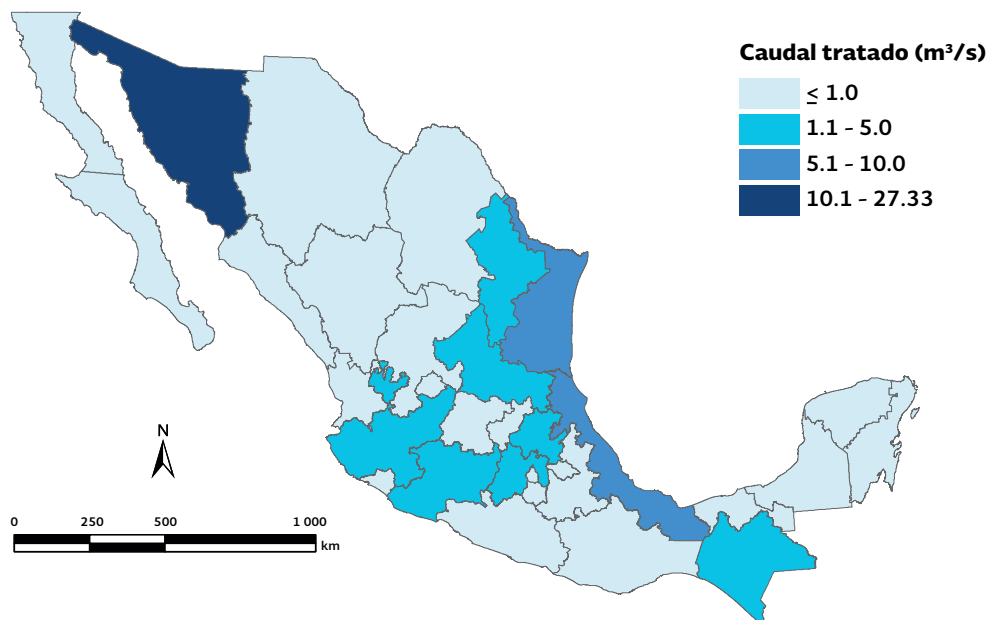 Caudal tratado (m³/s)
≤ 1.0
1.1 - 5.0
5.1 - 10.0
10.1 - 27.33
N
0 250 500 1 000
km